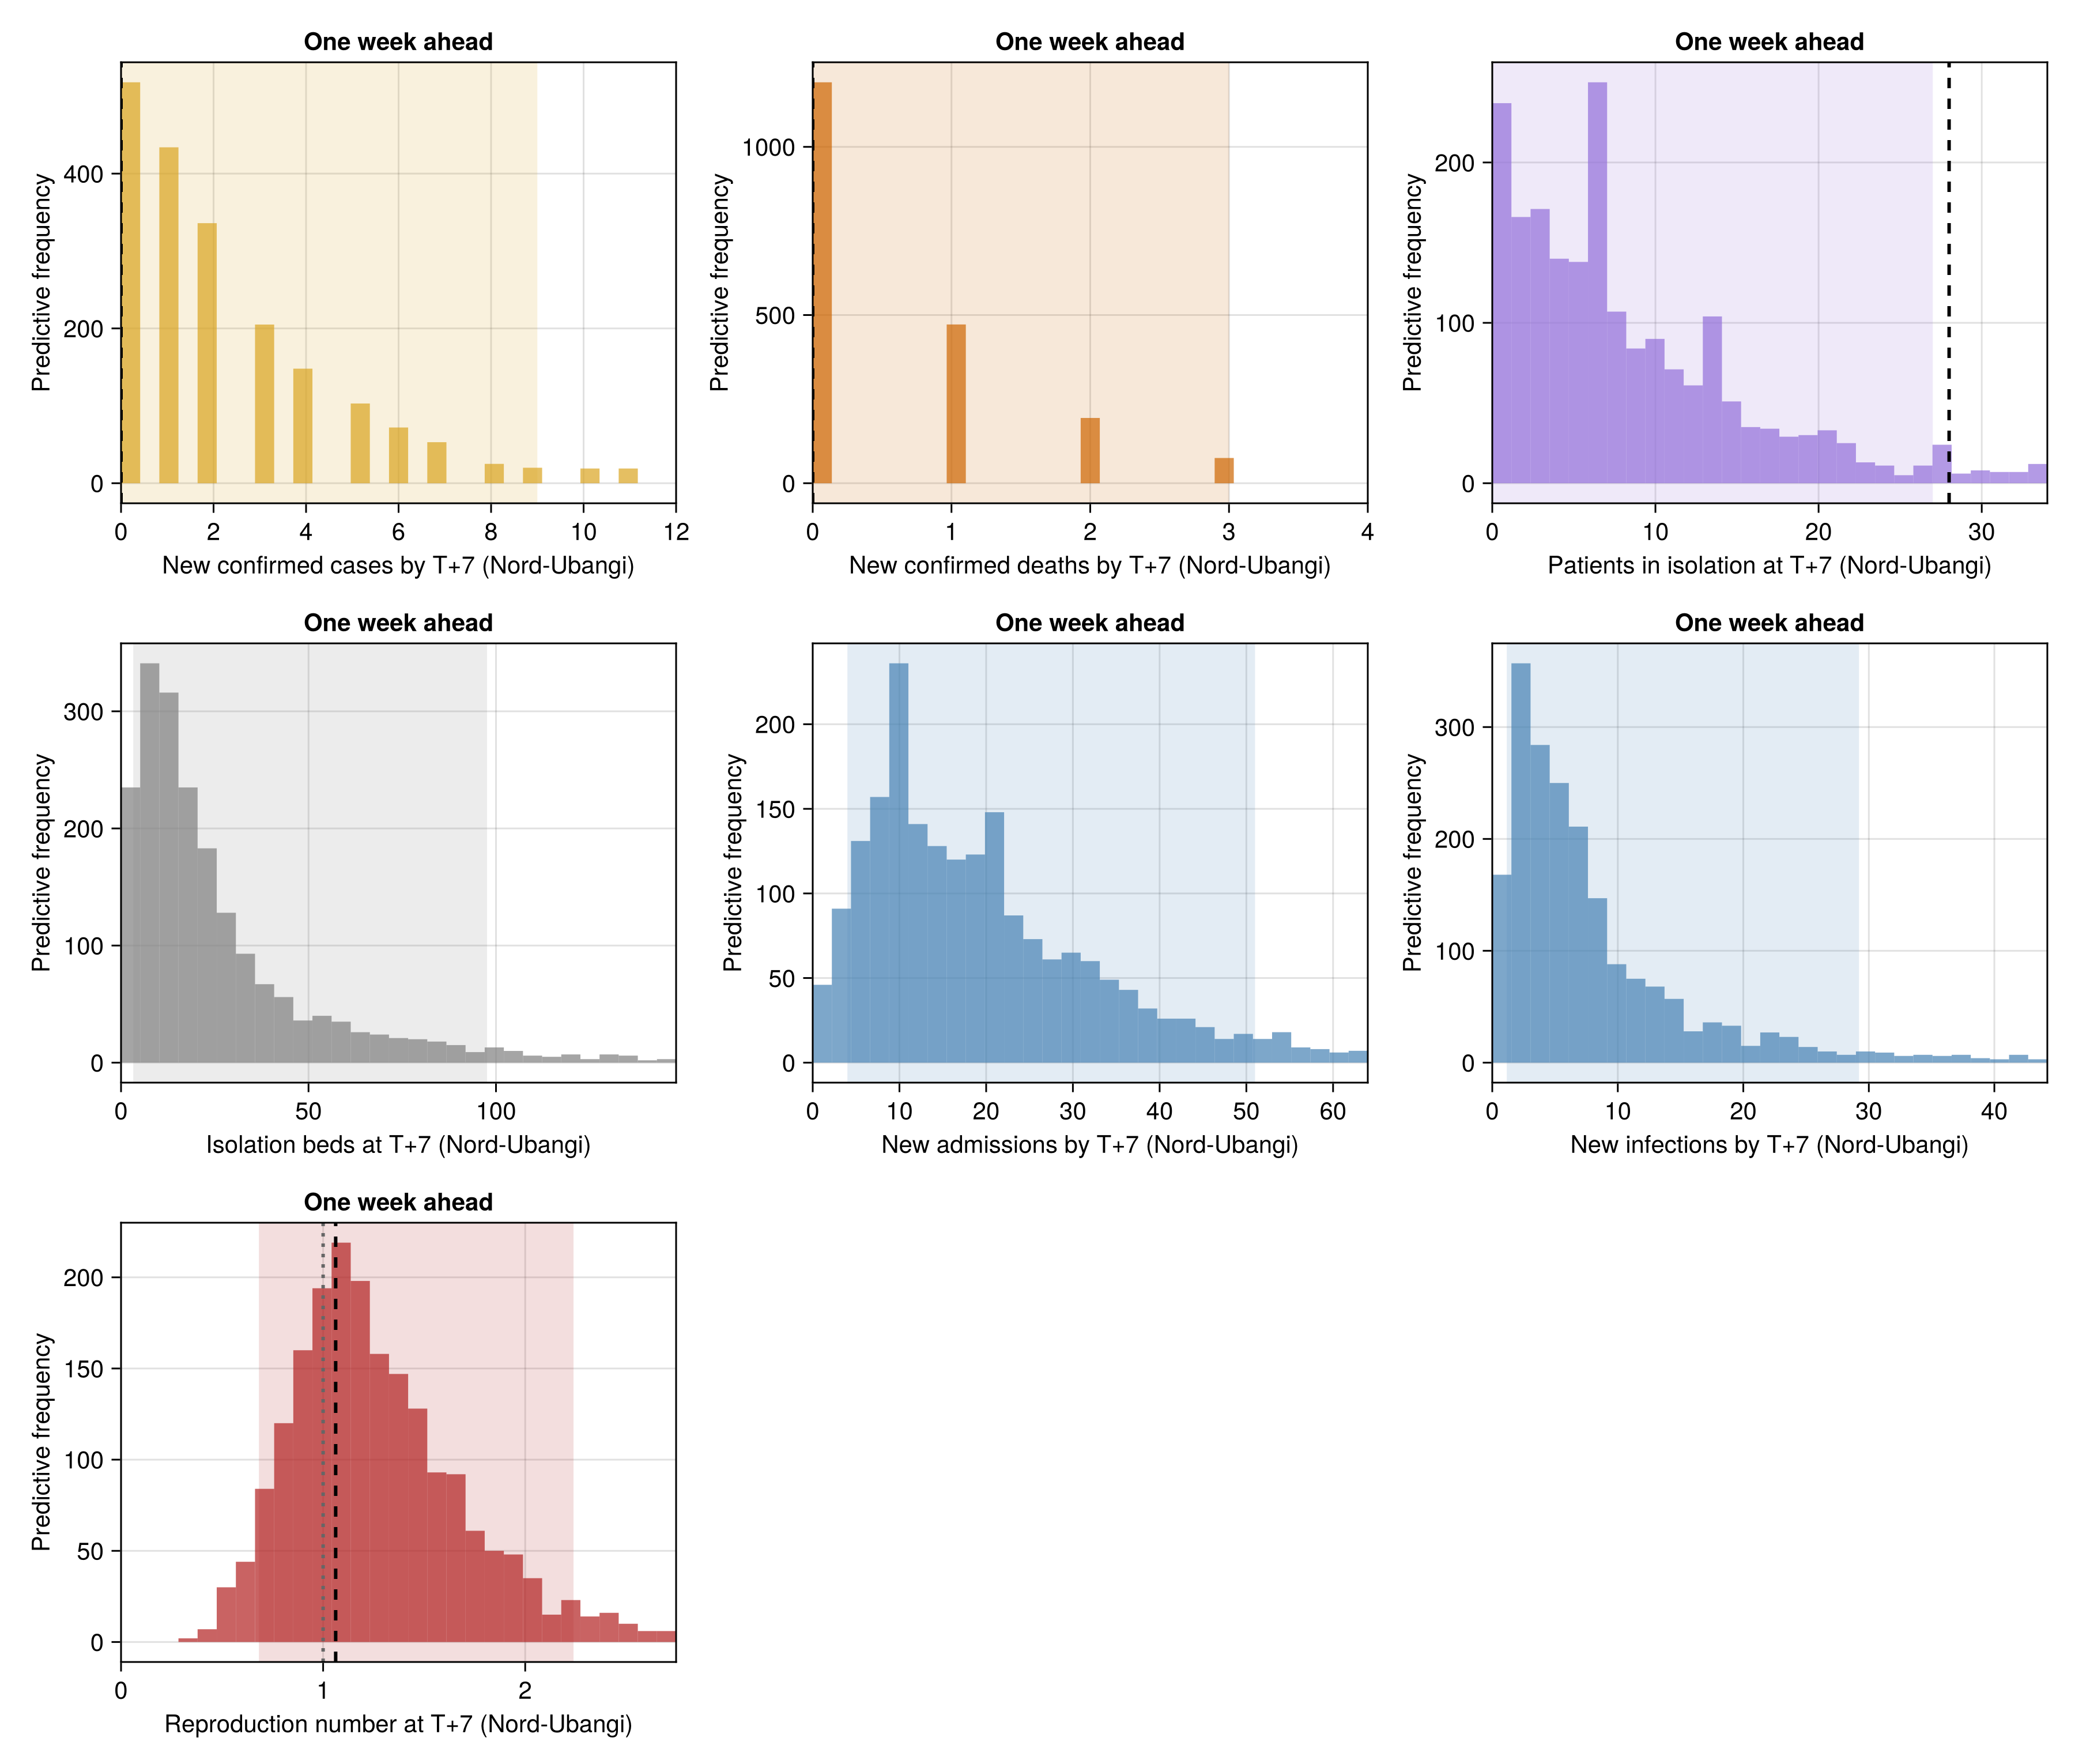 One week ahead
Predictive frequency
400
200
0
0 2 4 6 8 10 12
New confirmed cases by T+7 (Nord-Ubangi)
One week ahead
Predictive frequency
1000
500
0
0 1 2 3 4
New confirmed deaths by T+7 (Nord-Ubangi)
One week ahead
Predictive frequency
200
100
0
0 10 20 30
Patients in isolation at T+7 (Nord-Ubangi)
One week ahead
Predictive frequency
300
200
100
0
0 50 100
Isolation beds at T+7 (Nord-Ubangi)
One week ahead
Predictive frequency
200
150
100
50
0
0 10 20 30 40 50 60
New admissions by T+7 (Nord-Ubangi)
One week ahead
Predictive frequency
300
200
100
0
0 10 20 30 40
New infections by T+7 (Nord-Ubangi)
One week ahead
Predictive frequency
200
150
100
50
0
0 1 2
Reproduction number at T+7 (Nord-Ubangi)